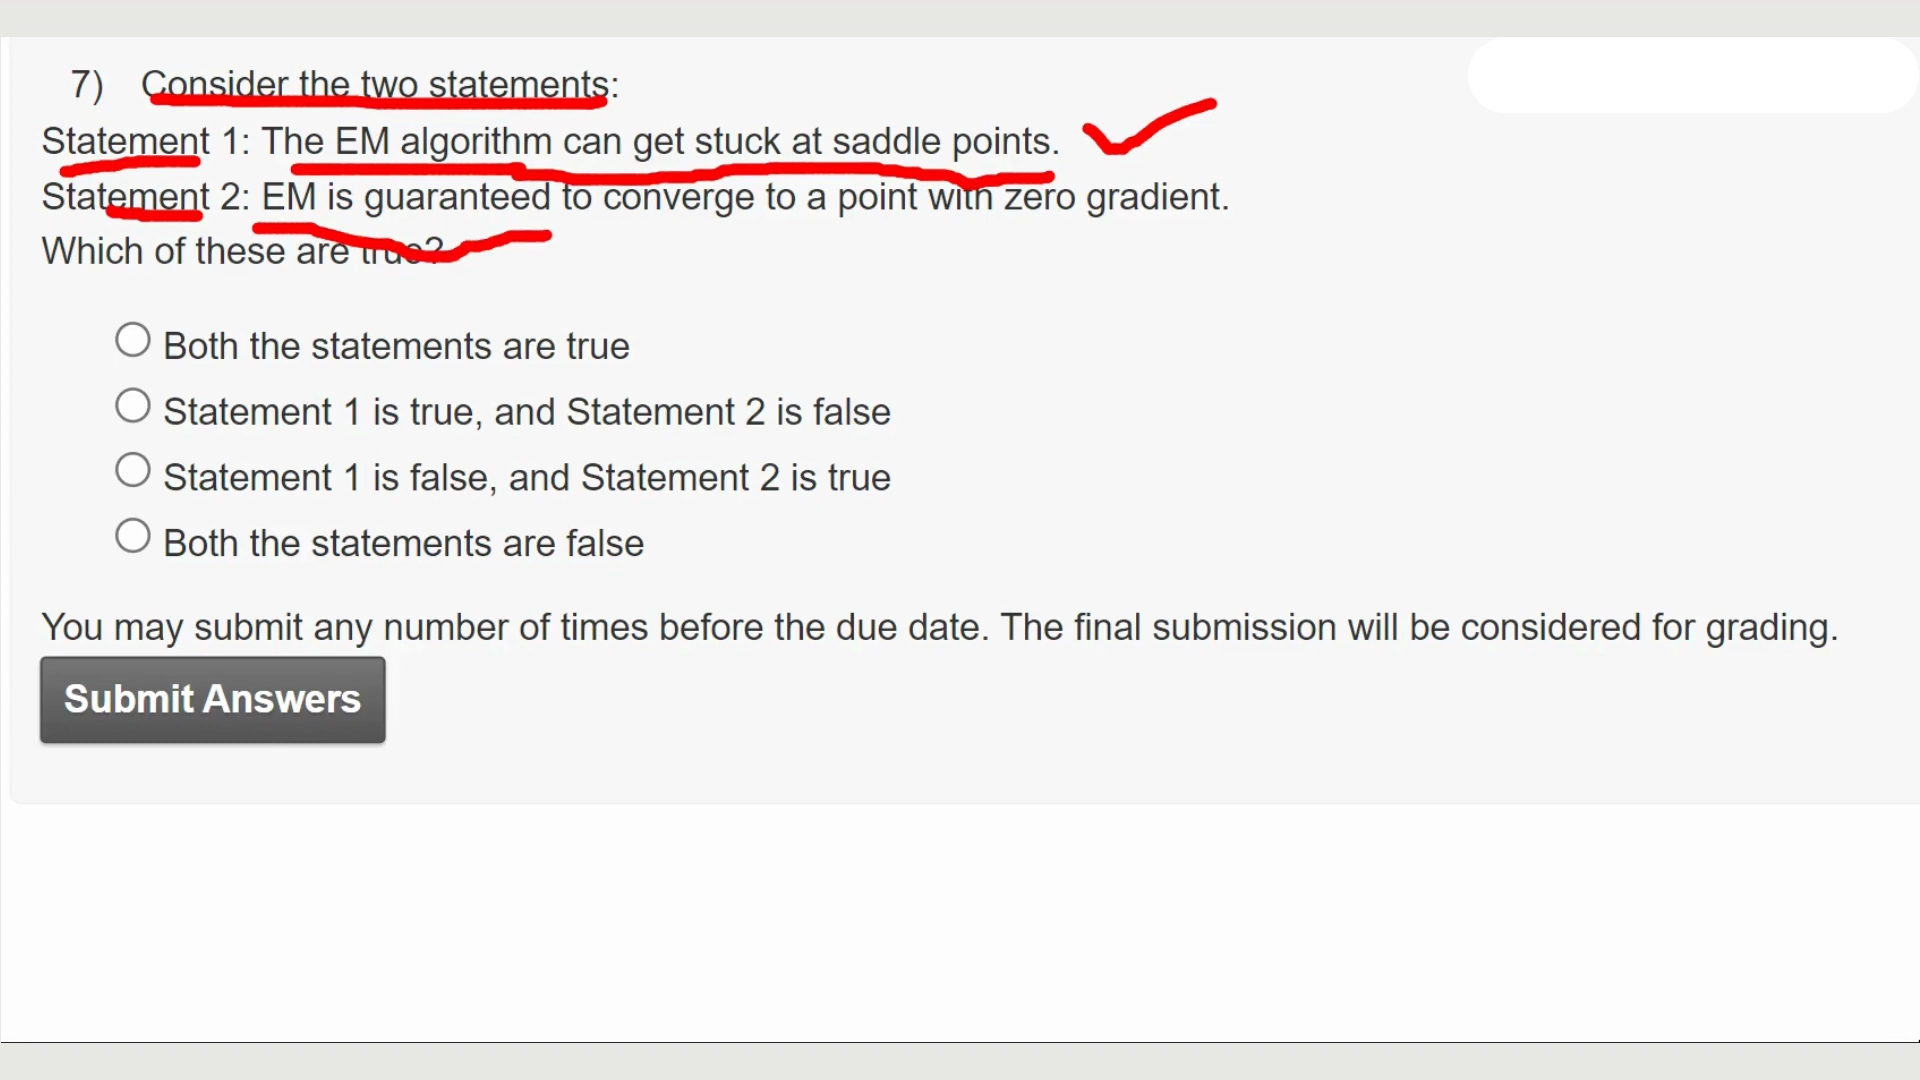 7) Consider the two statements:
Statement 1: The EM algorithm can get stuck at saddle points.
Statement 2: EM is guaranteed to converge to a point with zero gradient.
Which of these are true?
Both the statements are true
Statement 1 is true, and Statement 2 is false
Statement 1 is false, and Statement 2 is true
Both the statements are false
You may submit any number of times before the due date. The final submission will be considered for grading.
Submit Answers